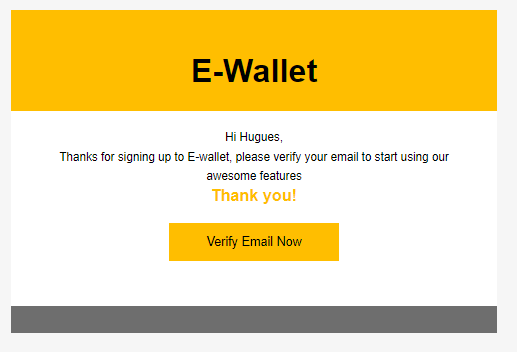 E-Wallet
Hi Hugues,
Thanks for signing up to E-wallet, please verify your email to start using our
awesome features
Thank you!
Verify Email Now